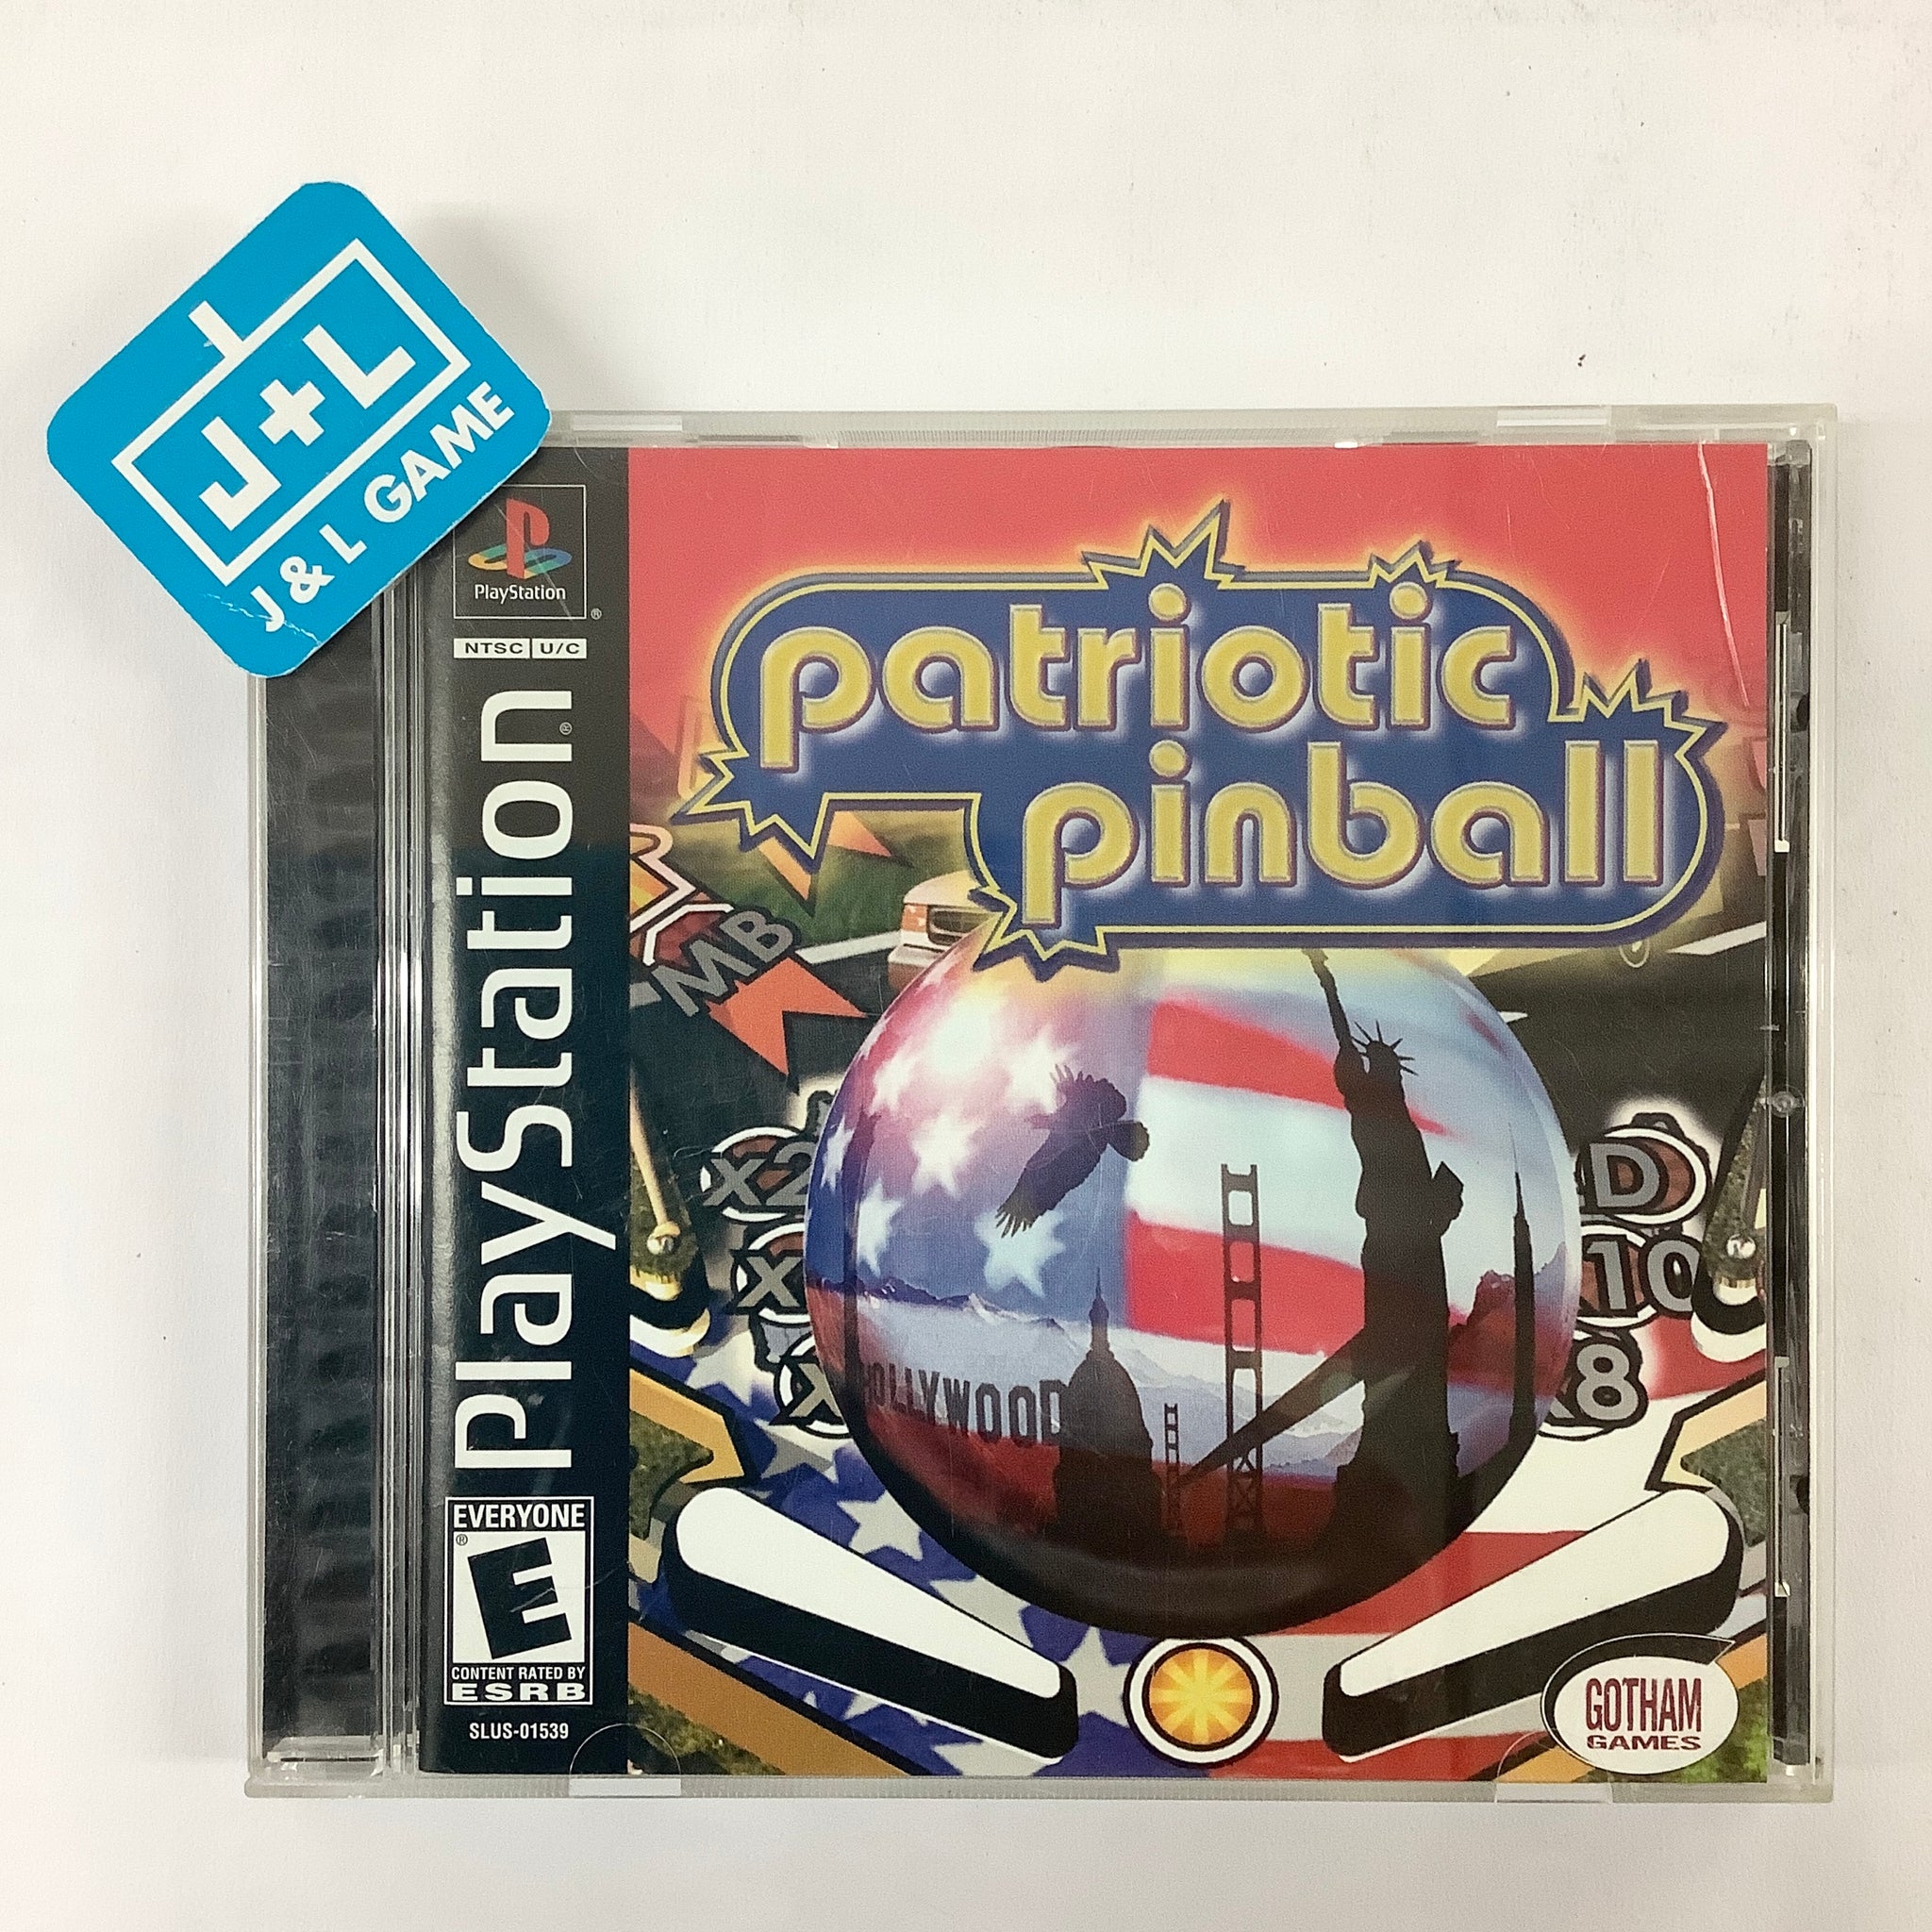 J+L
J & L GAME
PlayStation
®
NTSC U/C
PlayStation®
patriotic
pinball
MB
x2
D
x
10
8
HOLLYWOOD
EVERYONE
®
E
CONTENT RATED BY
ESRB
SLUS-01539
GOTHAM
GAMES